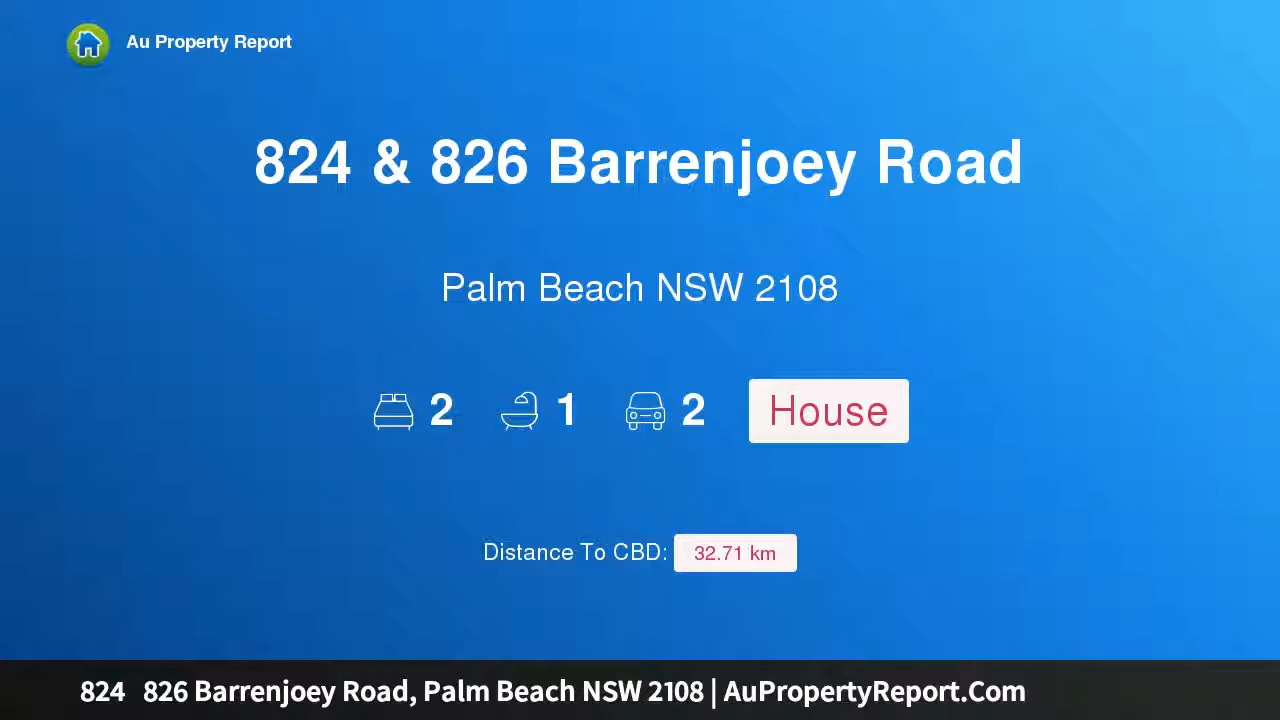 Au Property Report
824 & 826 Barrenjoey Road
Palm Beach NSW 2108
2 1 2 House
Distance To CBD: 32.71 km
824 826 Barrenjoey Road, Palm Beach NSW 2108 | AuPropertyReport.Com